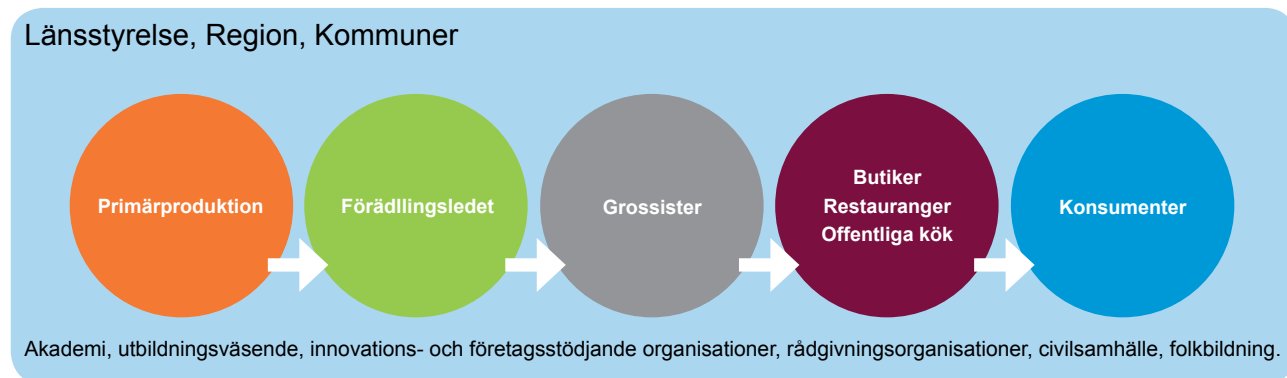 Länsstyrelse, Region, Kommuner
Primärproduktion
Förädllingsledet
Grossister
Butiker
Restauranger
Offentliga kök
Konsumenter
Akademi, utbildningsväsende, innovations- och företagsstödjande organisationer, rådgivningsorganisationer, civilsamhälle, folkbildning.